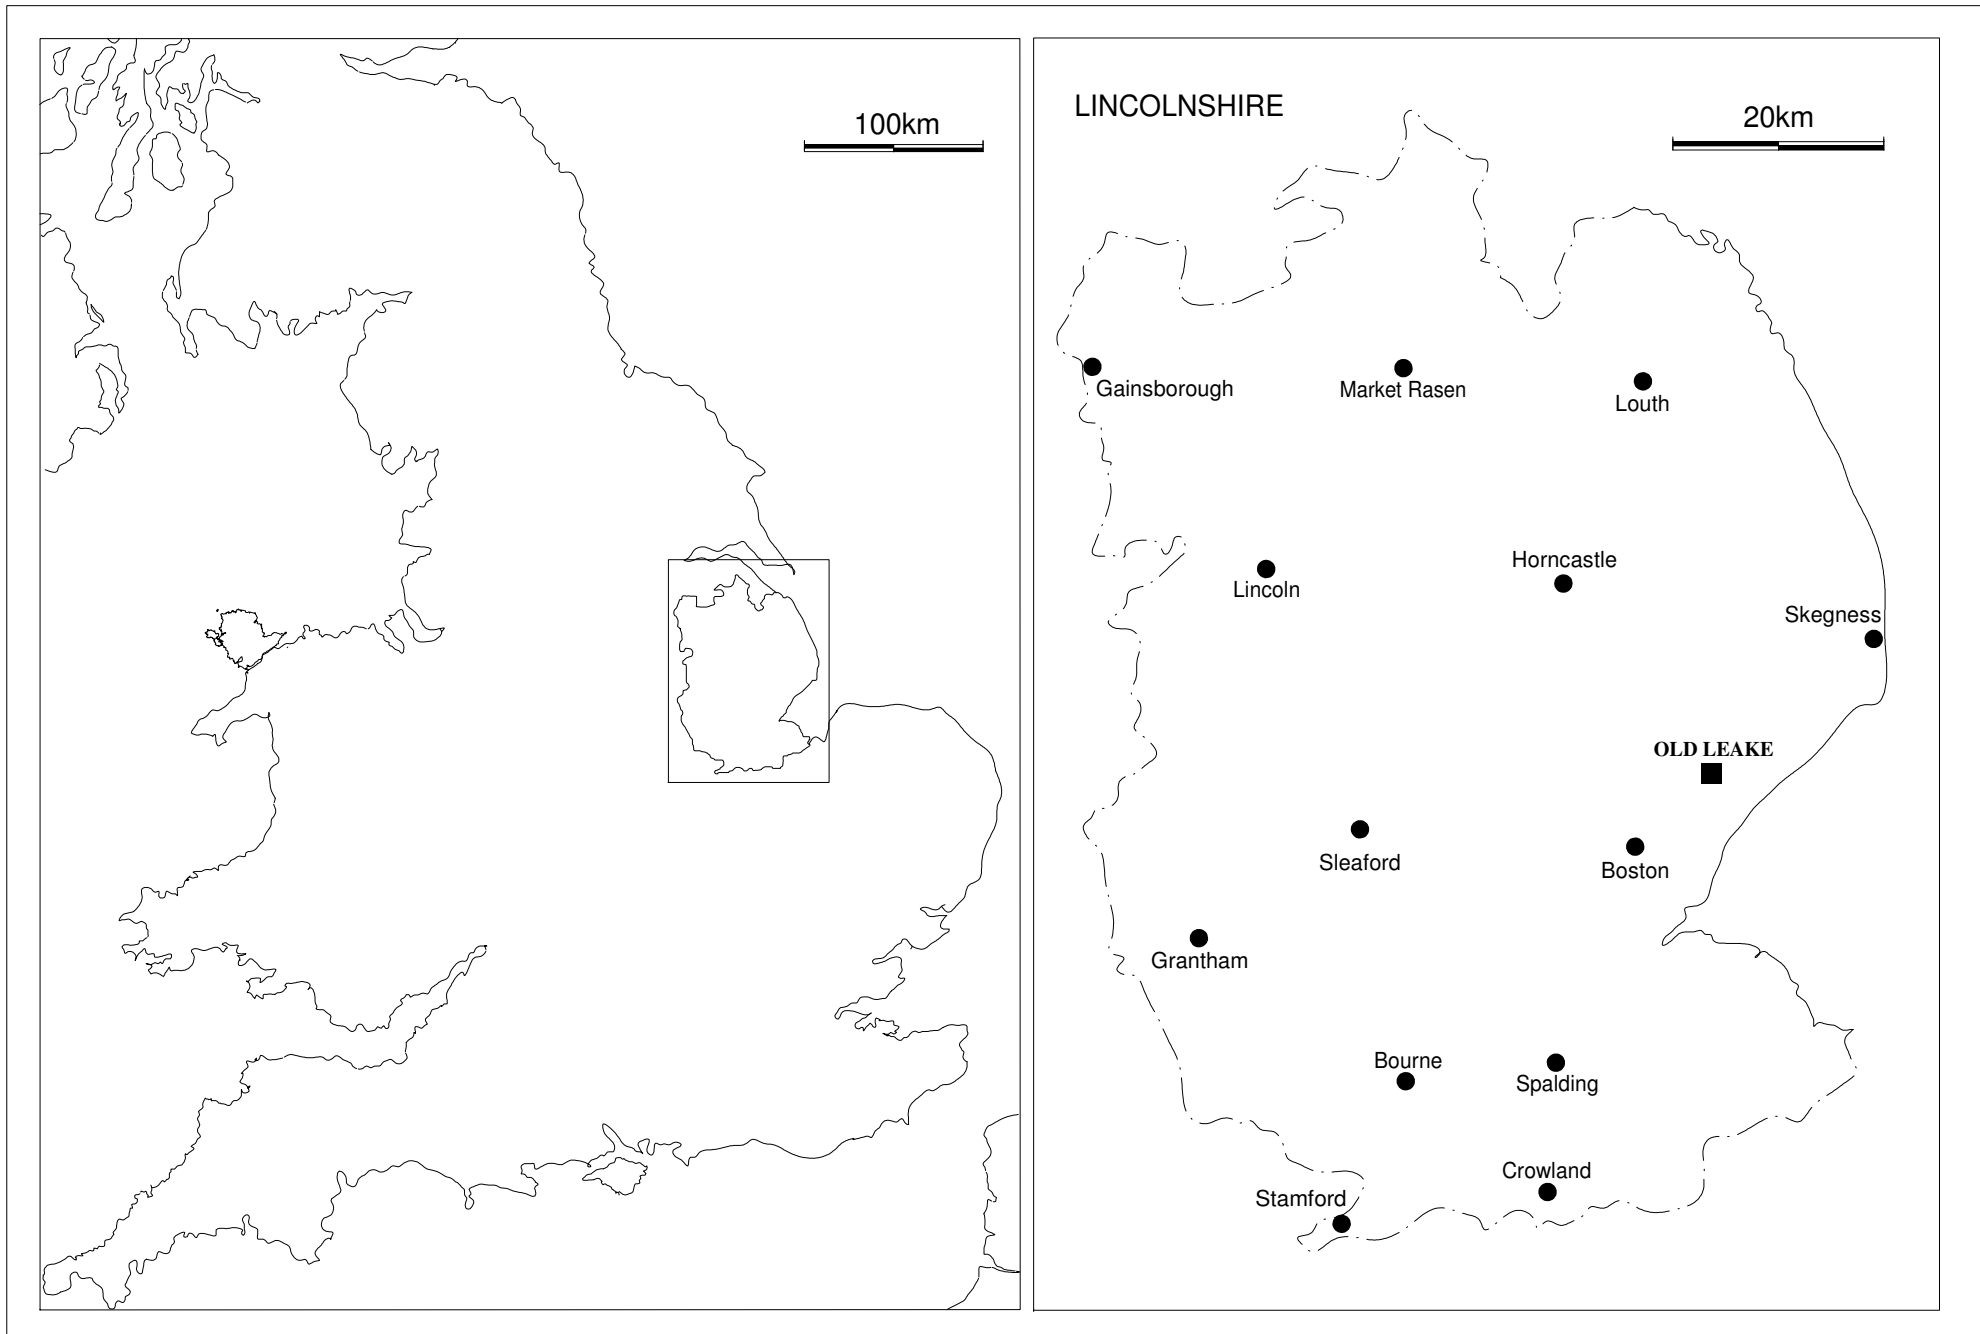 100km
LINCOLNSHIRE
20km
Gainsborough
Market Rasen
Louth
Horncastle
Lincoln
Skegness
OLD LEAKE
Sleaford
Boston
Grantham
Bourne
Spalding
Crowland
Stamford